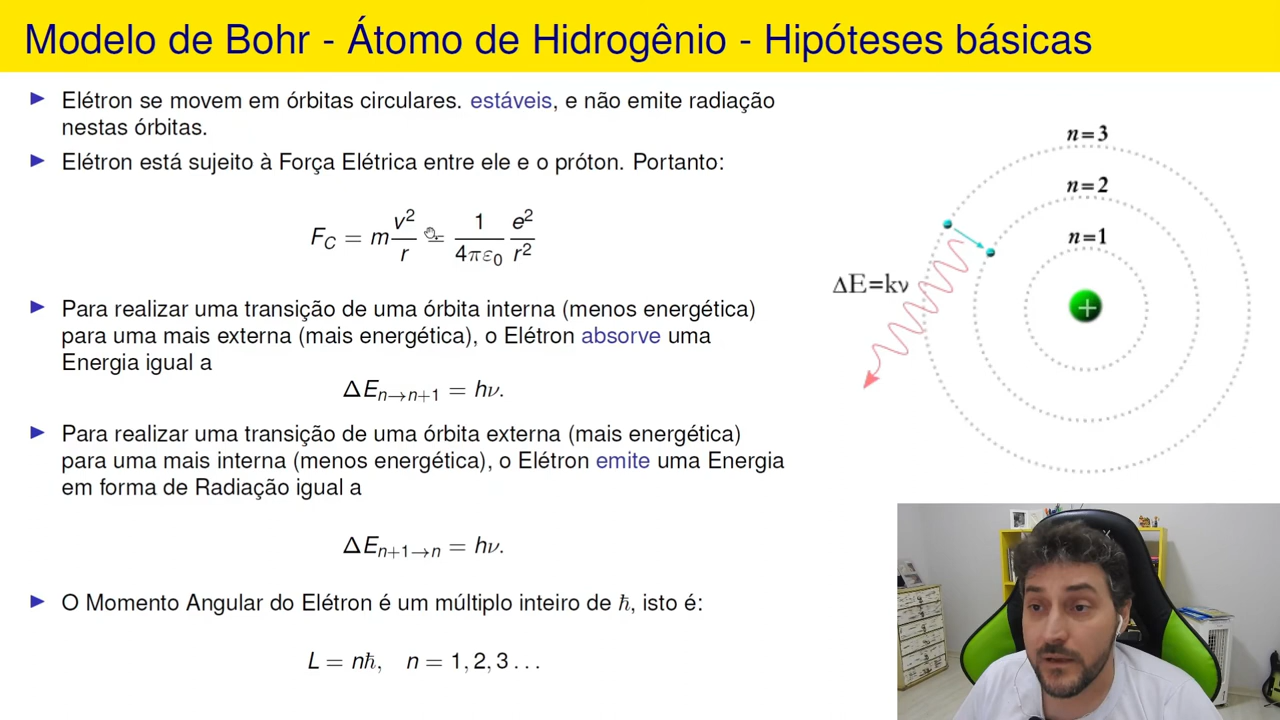 Modelo de Bohr - Átomo de Hidrogênio - Hipóteses básicas
Elétron se movem em órbitas circulares. estáveis, e não emite radiação
nestas órbitas.
Elétron está sujeito à Força Elétrica entre ele e o próton. Portanto:
F_C = m v²/r = 1/(4πε₀) e²/r²
Para realizar uma transição de uma órbita interna (menos energética)
para uma mais externa (mais energética), o Elétron absorve uma
Energia igual a
ΔE_{n→n+1} = hν.
Para realizar uma transição de uma órbita externa (mais energética)
para uma mais interna (menos energética), o Elétron emite uma Energia
em forma de Radiação igual a
ΔE_{n+1→n} = hν.
O Momento Angular do Elétron é um múltiplo inteiro de ℏ, isto é:
L = nℏ, n = 1, 2, 3 . . .
n=3
n=2
n=1
ΔE=kν
+